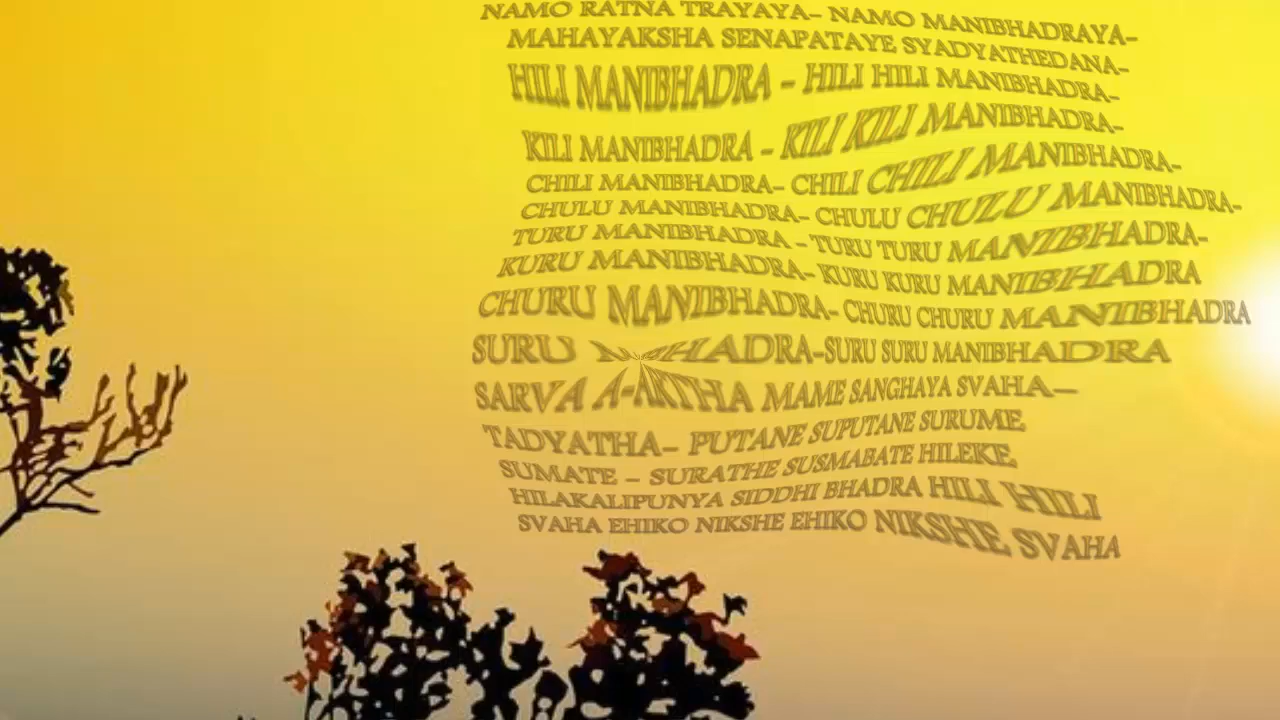 NAMO RATNA TRAYAYA– NAMO MANIBHADRAYA–
MAHAYAKSHA SENAPATAYE SYADYATHEDANA–
HILI MANIBHADRA – HILI HILI MANIBHADRA–
KILI MANIBHADRA – KILI KILI MANIBHADRA–
CHILI MANIBHADRA– CHILI CHILI MANIBHADRA–
CHULU MANIBHADRA– CHULU CHULU MANIBHADRA–
TURU MANIBHADRA – TURU TURU MANIBHADRA–
KURU MANIBHADRA– KURU KURU MANIBHADRA
CHURU MANIBHADRA– CHURU CHURU MANIBHADRA
SURU MANIBHADRA–SURU SURU MANIBHADRA
SARVA A-ARTHA MAME SANGHAYA SVAHA—
TADYATHA– PUTANE SUPUTANE SURUME,
SUMATE – SURATHE SUSMABATE HILEKE,
HILAKALIPUNYA SIDDHI BHADRA HILI HILI
SVAHA EHIKO NIKSHE EHIKO NIKSHE SVAHA